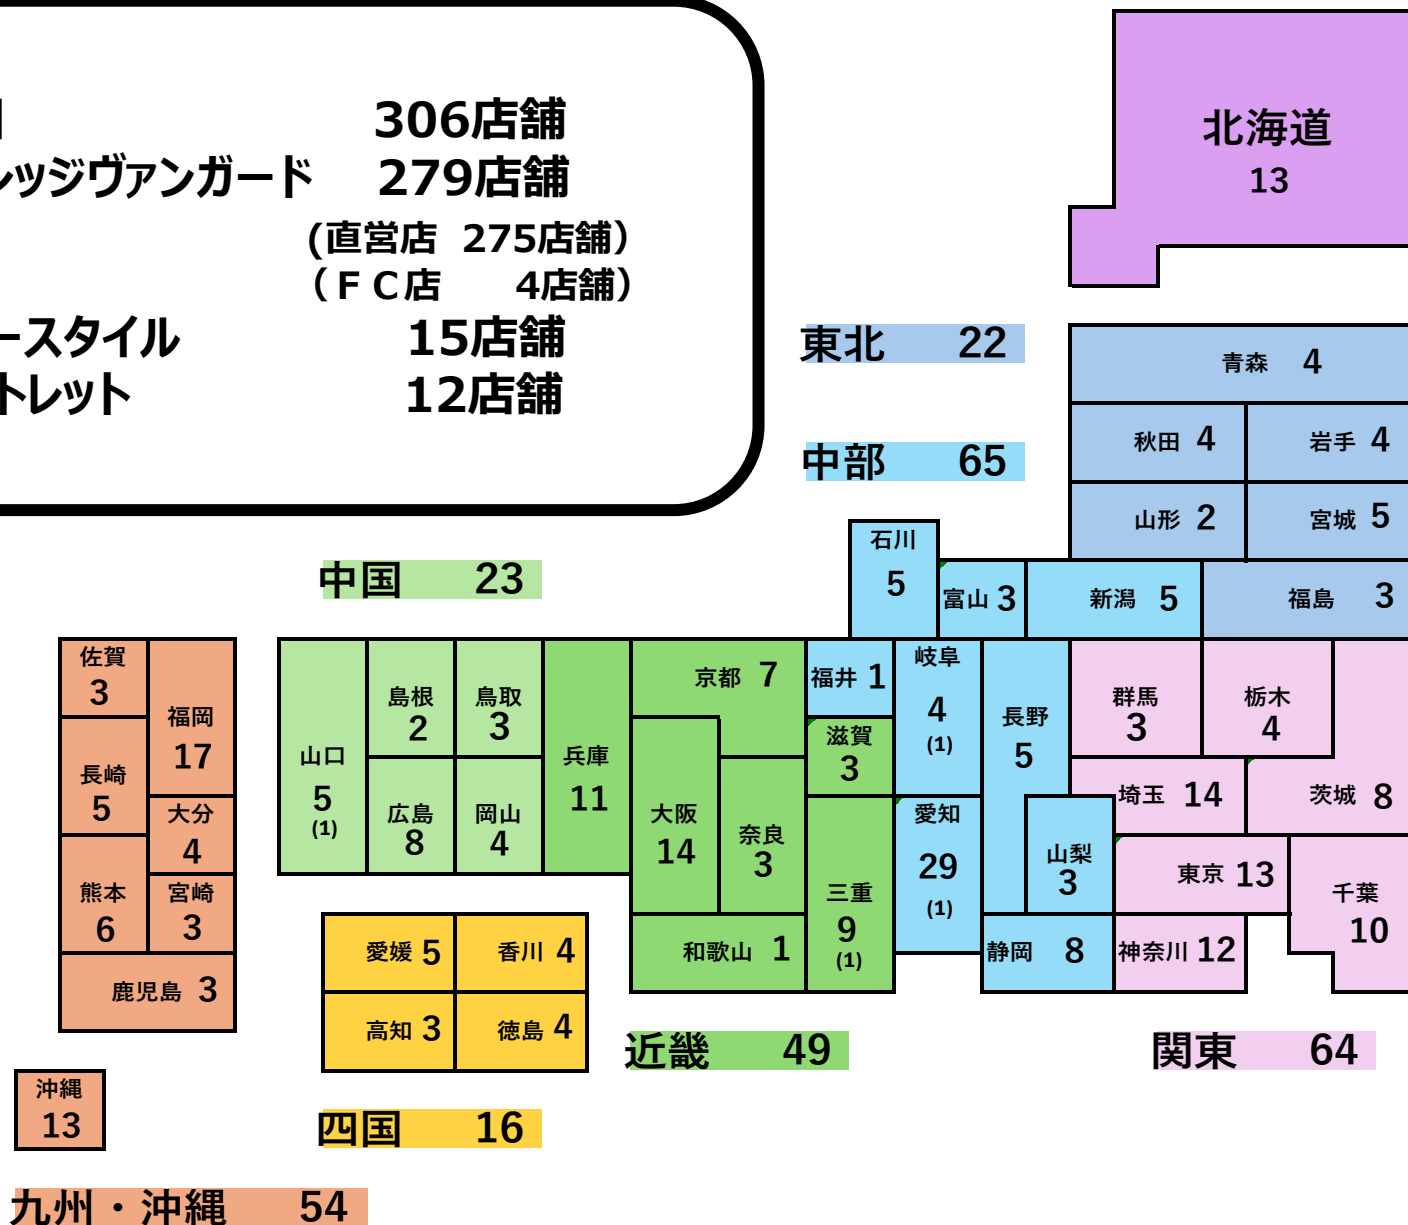 306店舗
レッジヴァンガード 279店舗
(直営店 275店舗）
（ＦＣ店 4店舗）
ースタイル 15店舗
トレット 12店舗
北海道
13
東北 22
青森 4
秋田 4
岩手 4
中部 65
山形 2
宮城 5
石川
5
富山 3
新潟 5
福島 3
中国 23
佐賀
3
福岡
17
長崎
5
大分
4
熊本
6
宮崎
3
鹿児島 3
沖縄
13
九州・沖縄 54
山口
5
(1)
島根
2
鳥取
3
広島
8
岡山
4
兵庫
11
京都 7
大阪
14
奈良
3
和歌山 1
滋賀
3
三重
9
(1)
近畿 49
愛媛 5
香川 4
高知 3
徳島 4
四国 16
福井 1
岐阜
4
(1)
愛知
29
(1)
長野
5
山梨
3
静岡 8
群馬
3
栃木
4
埼玉 14
茨城 8
東京 13
千葉
10
神奈川 12
関東 64